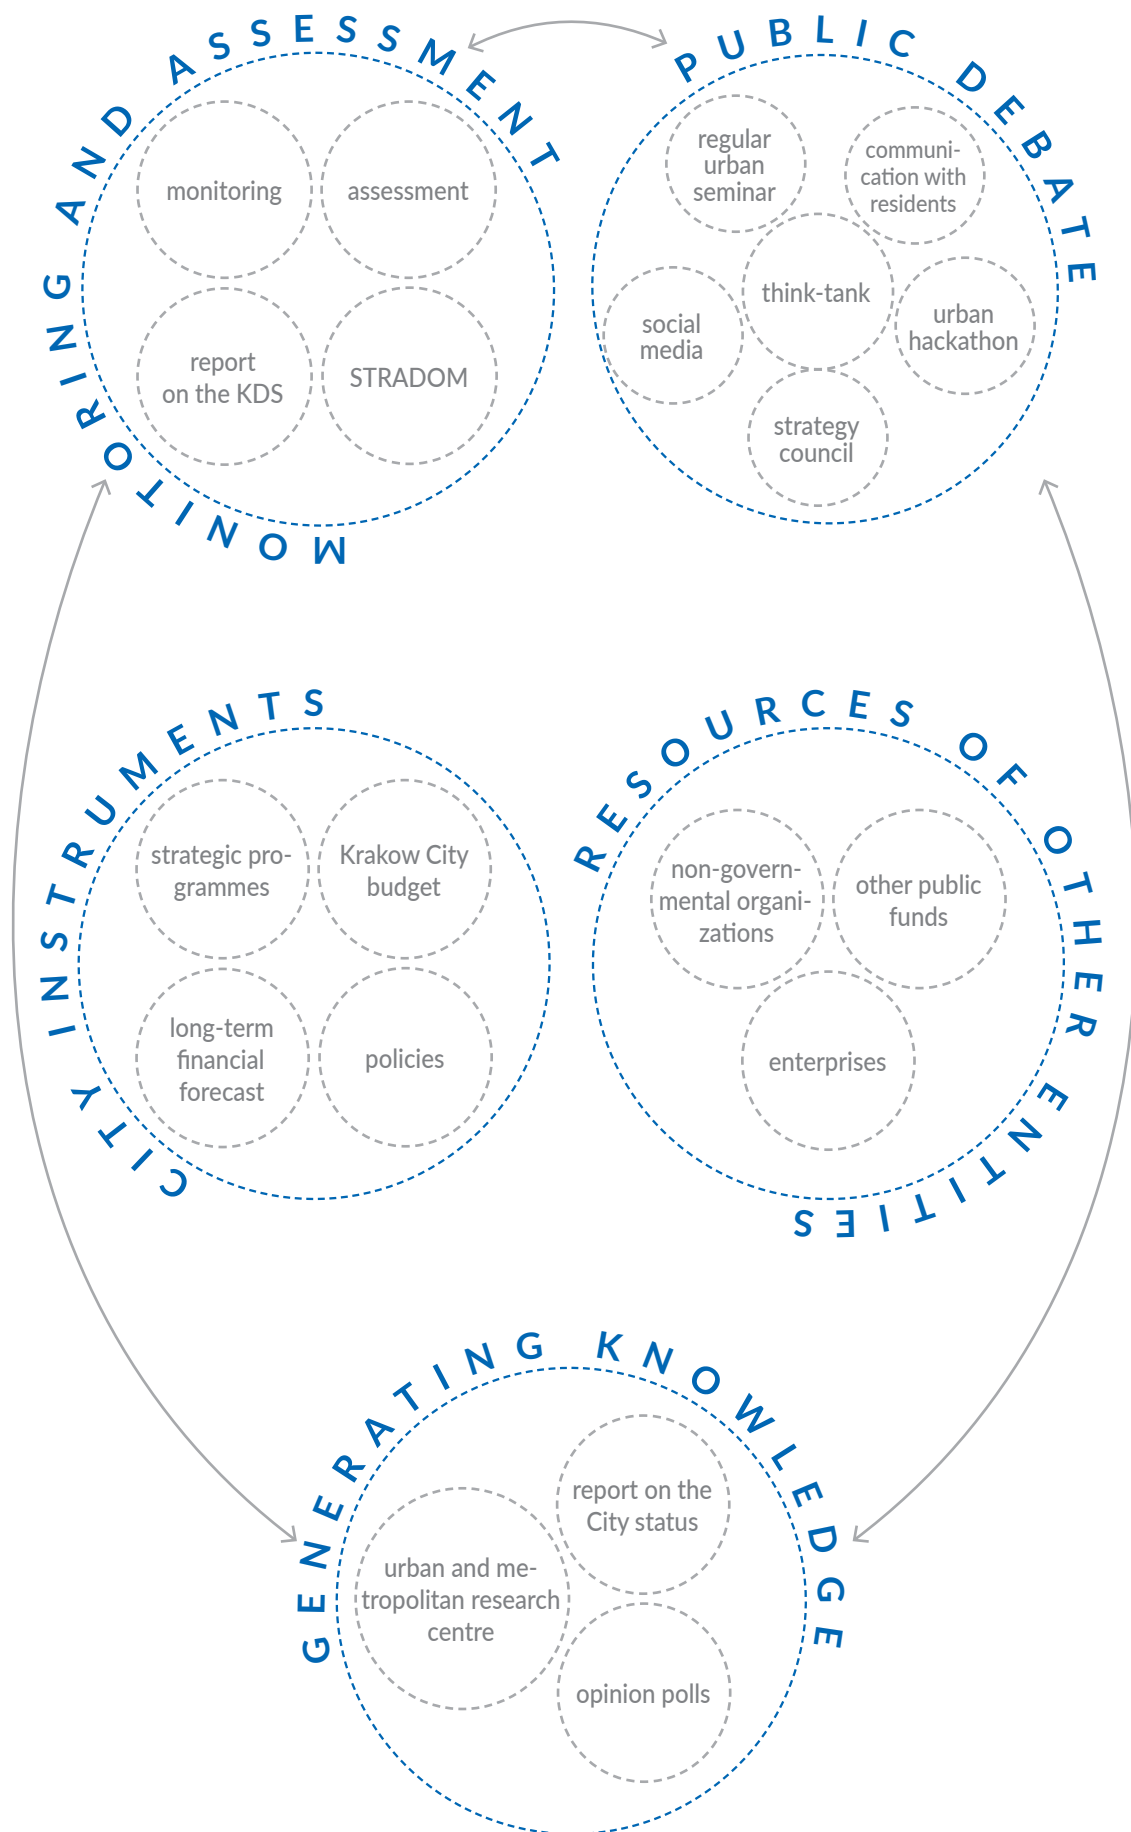 MONITORING AND ASSESSMENT
monitoring
assessment
report
on the KDS
STRADOM
PUBLIC DEBATE
regular
urban
seminar
communi-
cation with
residents
think-tank
social
media
urban
hackathon
strategy
council
CITY INSTRUMENTS
strategic pro-
grammes
Krakow City
budget
long-term
financial
forecast
policies
RESOURCES OF OTHER ENTITIES
non-govern-
mental organi-
zations
other public
funds
enterprises
GENERATING KNOWLEDGE
report on the
City status
urban and me-
tropolitan research
centre
opinion polls